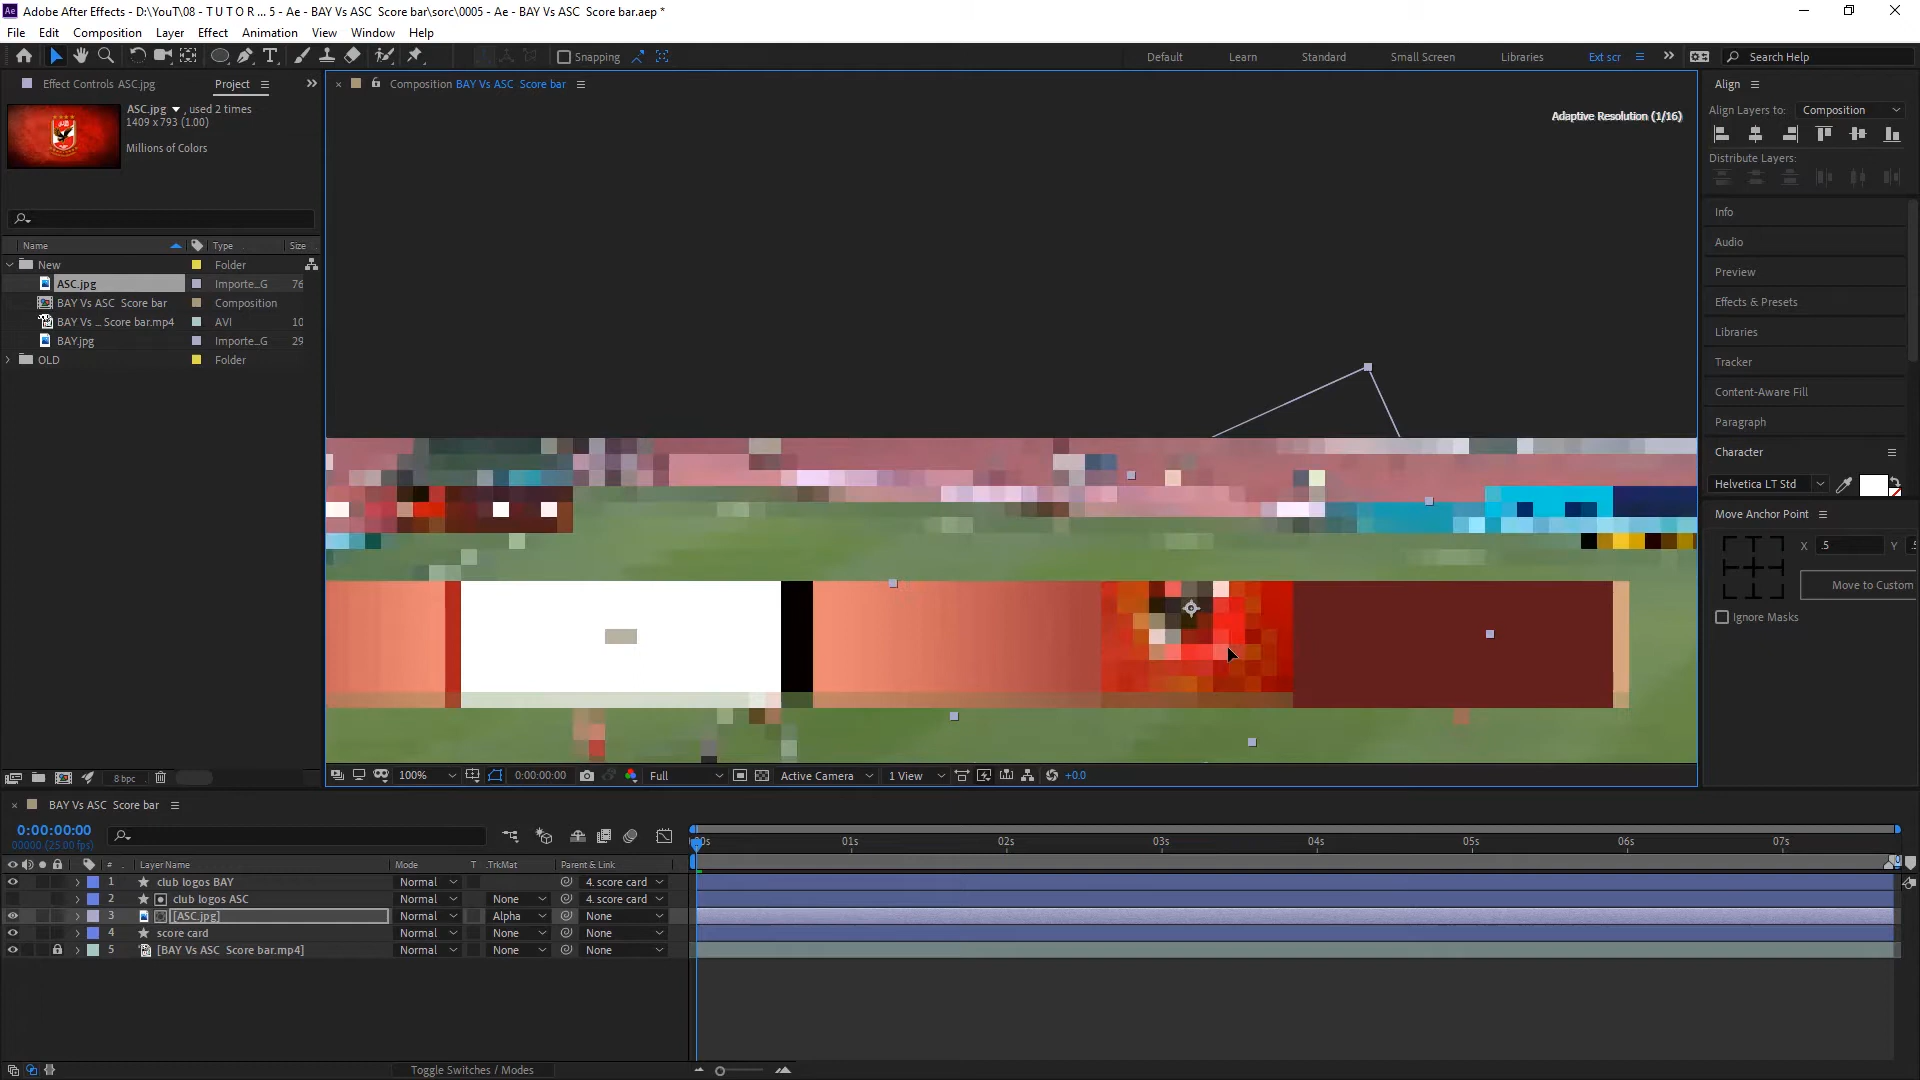 Adobe After Effects - D:\YouT\08 - T U T O R ... 5 - Ae - BAY Vs ASC  Score bar\sorc\0005 - Ae - BAY Vs ASC  Score bar.aep *
File Edit Composition Layer Effect Animation View Window Help
Snapping Default Learn Standard Small Screen Libraries Ext scr Search Help
Effect Controls ASC.jpg Project
Composition BAY Vs ASC  Score bar
Align
ASC.jpg , used 2 times
1409 x 793 (1.00)
Millions of Colors
Adaptive Resolution (1/16)
Align Layers to: Composition
Distribute Layers:
Name Type Size
New Folder
ASC.jpg Importe...G 76
BAY Vs ASC  Score bar Composition
BAY Vs ... Score bar.mp4 AVI 10
BAY.jpg Importe...G 29
OLD Folder
Info
Audio
Preview
Effects & Presets
Libraries
Tracker
Content-Aware Fill
Paragraph
Character
Helvetica LT Std
Move Anchor Point
X .5 Y .5
Move to Custom
Ignore Masks
8 bpc
100% 0:00:00:00 Full Active Camera 1 View +0.0
BAY Vs ASC  Score bar
0:00:00:00
00000 (25.00 fps)
:00s 01s 02s 03s 04s 05s 06s 07s
# Layer Name Mode T .TrkMat Parent & Link
1 club logos BAY Normal 4. score card
2 club logos ASC Normal None 4. score card
3 [ASC.jpg] Normal Alpha None
4 score card Normal None None
5 [BAY Vs ASC  Score bar.mp4] Normal None None
Toggle Switches / Modes